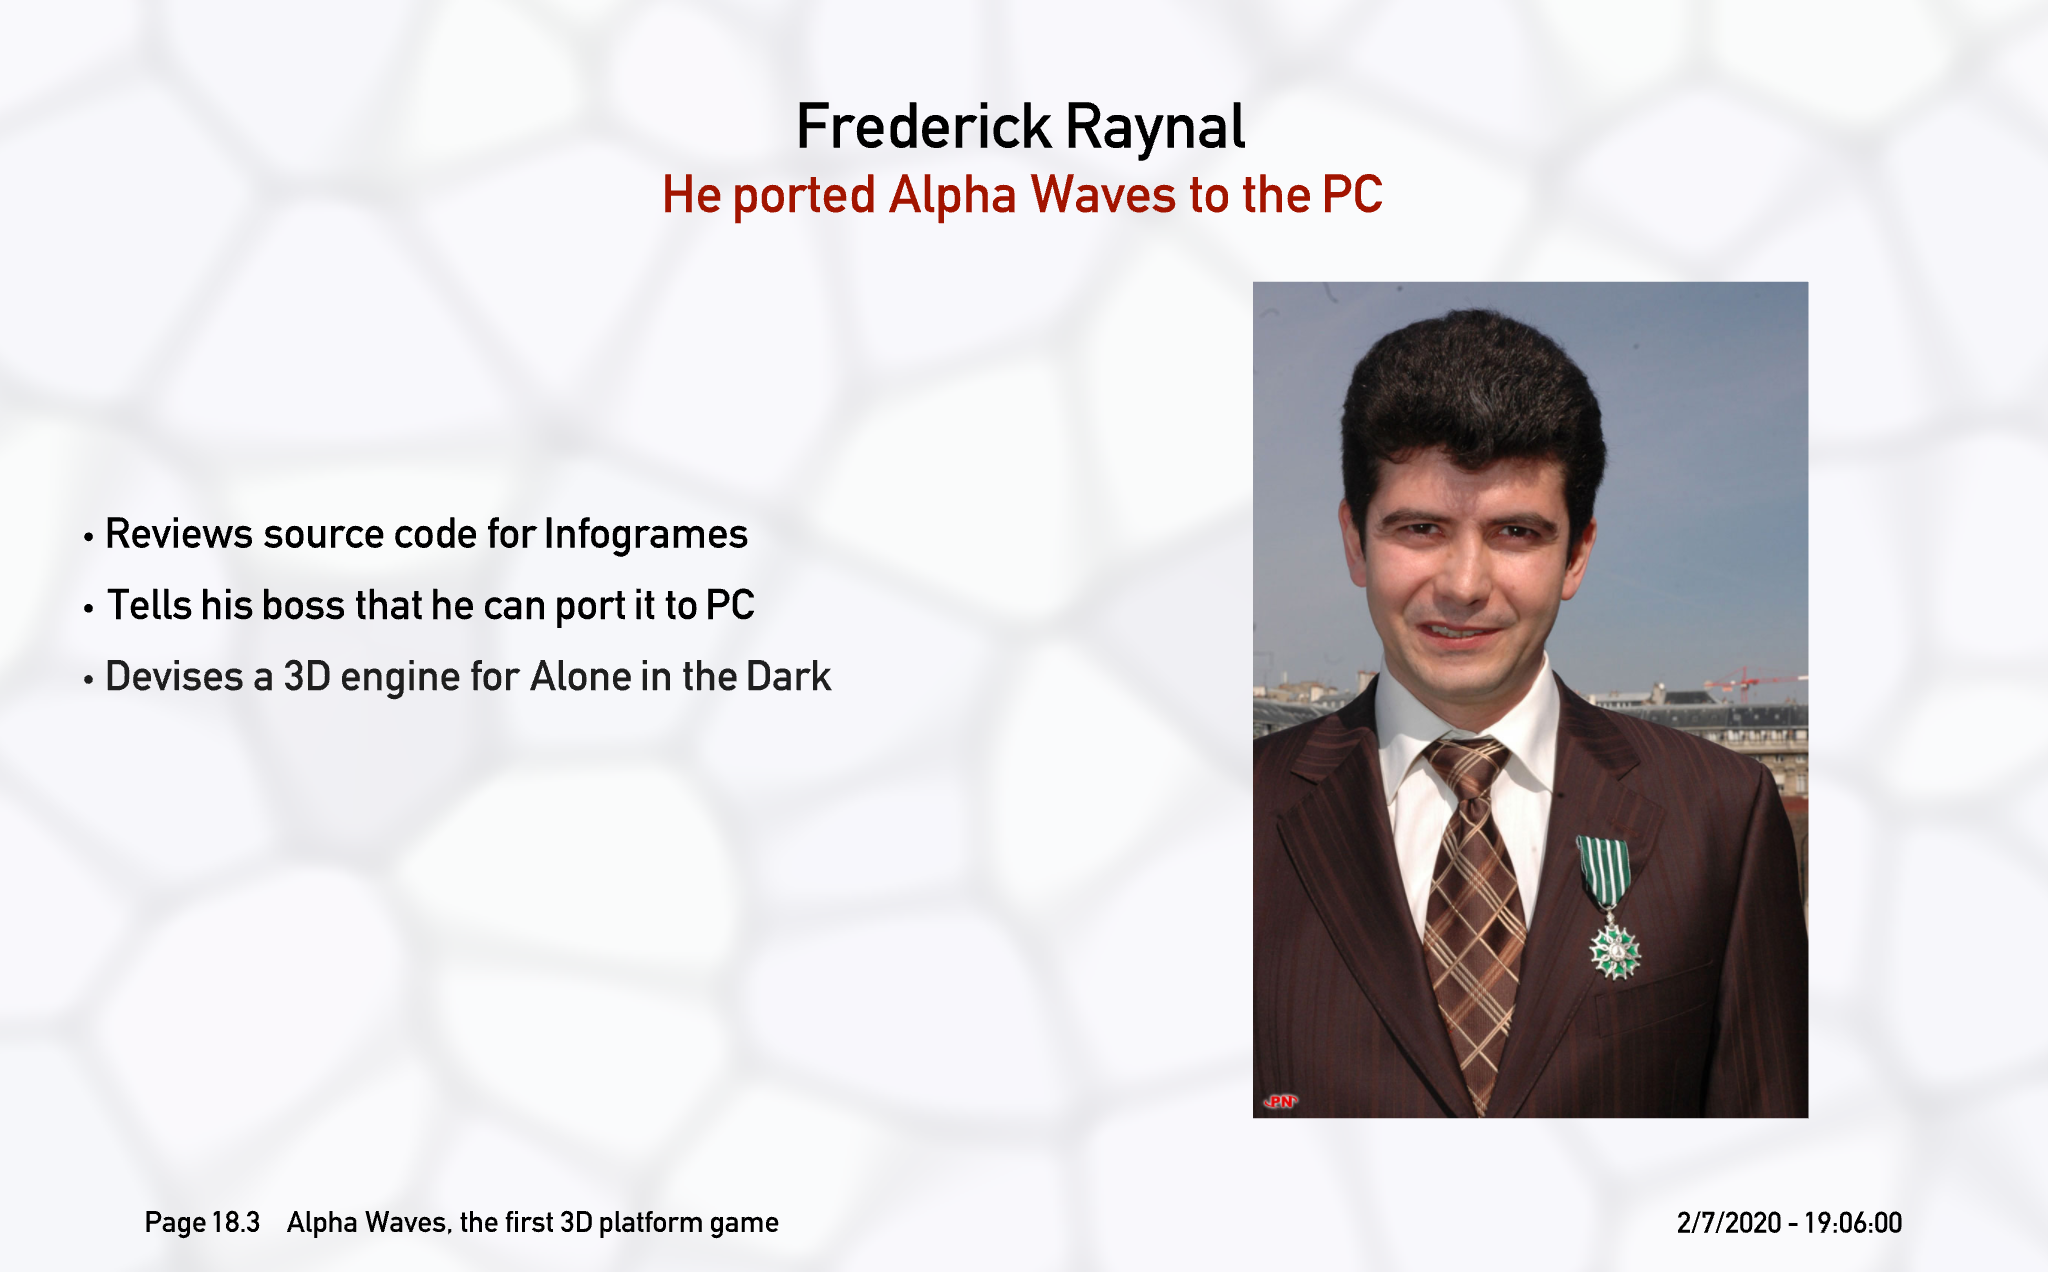 Frederick Raynal
He ported Alpha Waves to the PC
• Reviews source code for Infogrames
• Tells his boss that he can port it to PC
• Devises a 3D engine for Alone in the Dark
PN
Page 18.3 Alpha Waves, the first 3D platform game
2/7/2020 - 19:06:00